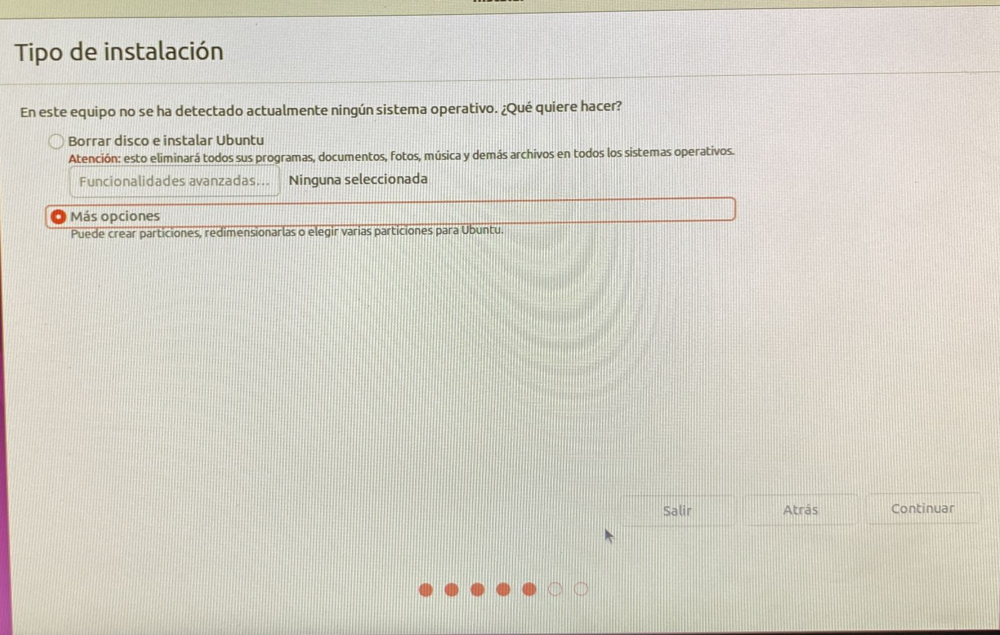 Tipo de instalación
En este equipo no se ha detectado actualmente ningún sistema operativo. ¿Qué quiere hacer?
Borrar disco e instalar Ubuntu
Atención: esto eliminará todos sus programas, documentos, fotos, música y demás archivos en todos los sistemas operativos.
Funcionalidades avanzadas... Ninguna seleccionada
Más opciones
Puede crear particiones, redimensionarlas o elegir varias particiones para Ubuntu.
Salir Atrás Continuar